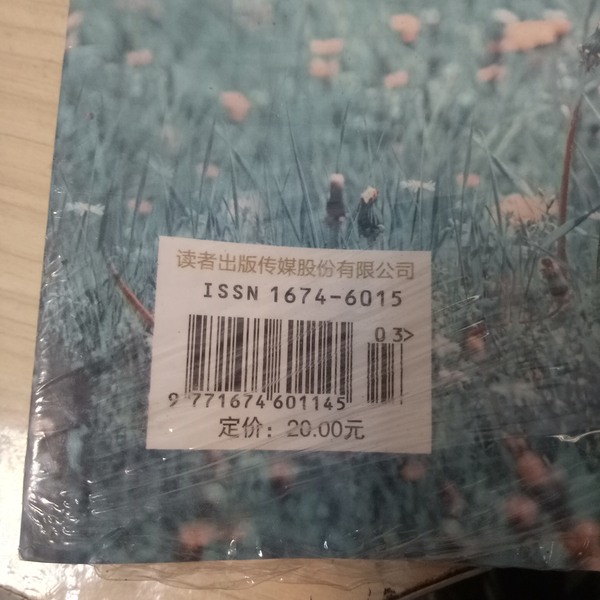 读者出版传媒股份有限公司
ISSN 1674-6015
03>
9 771674 601145
定价：20.00元